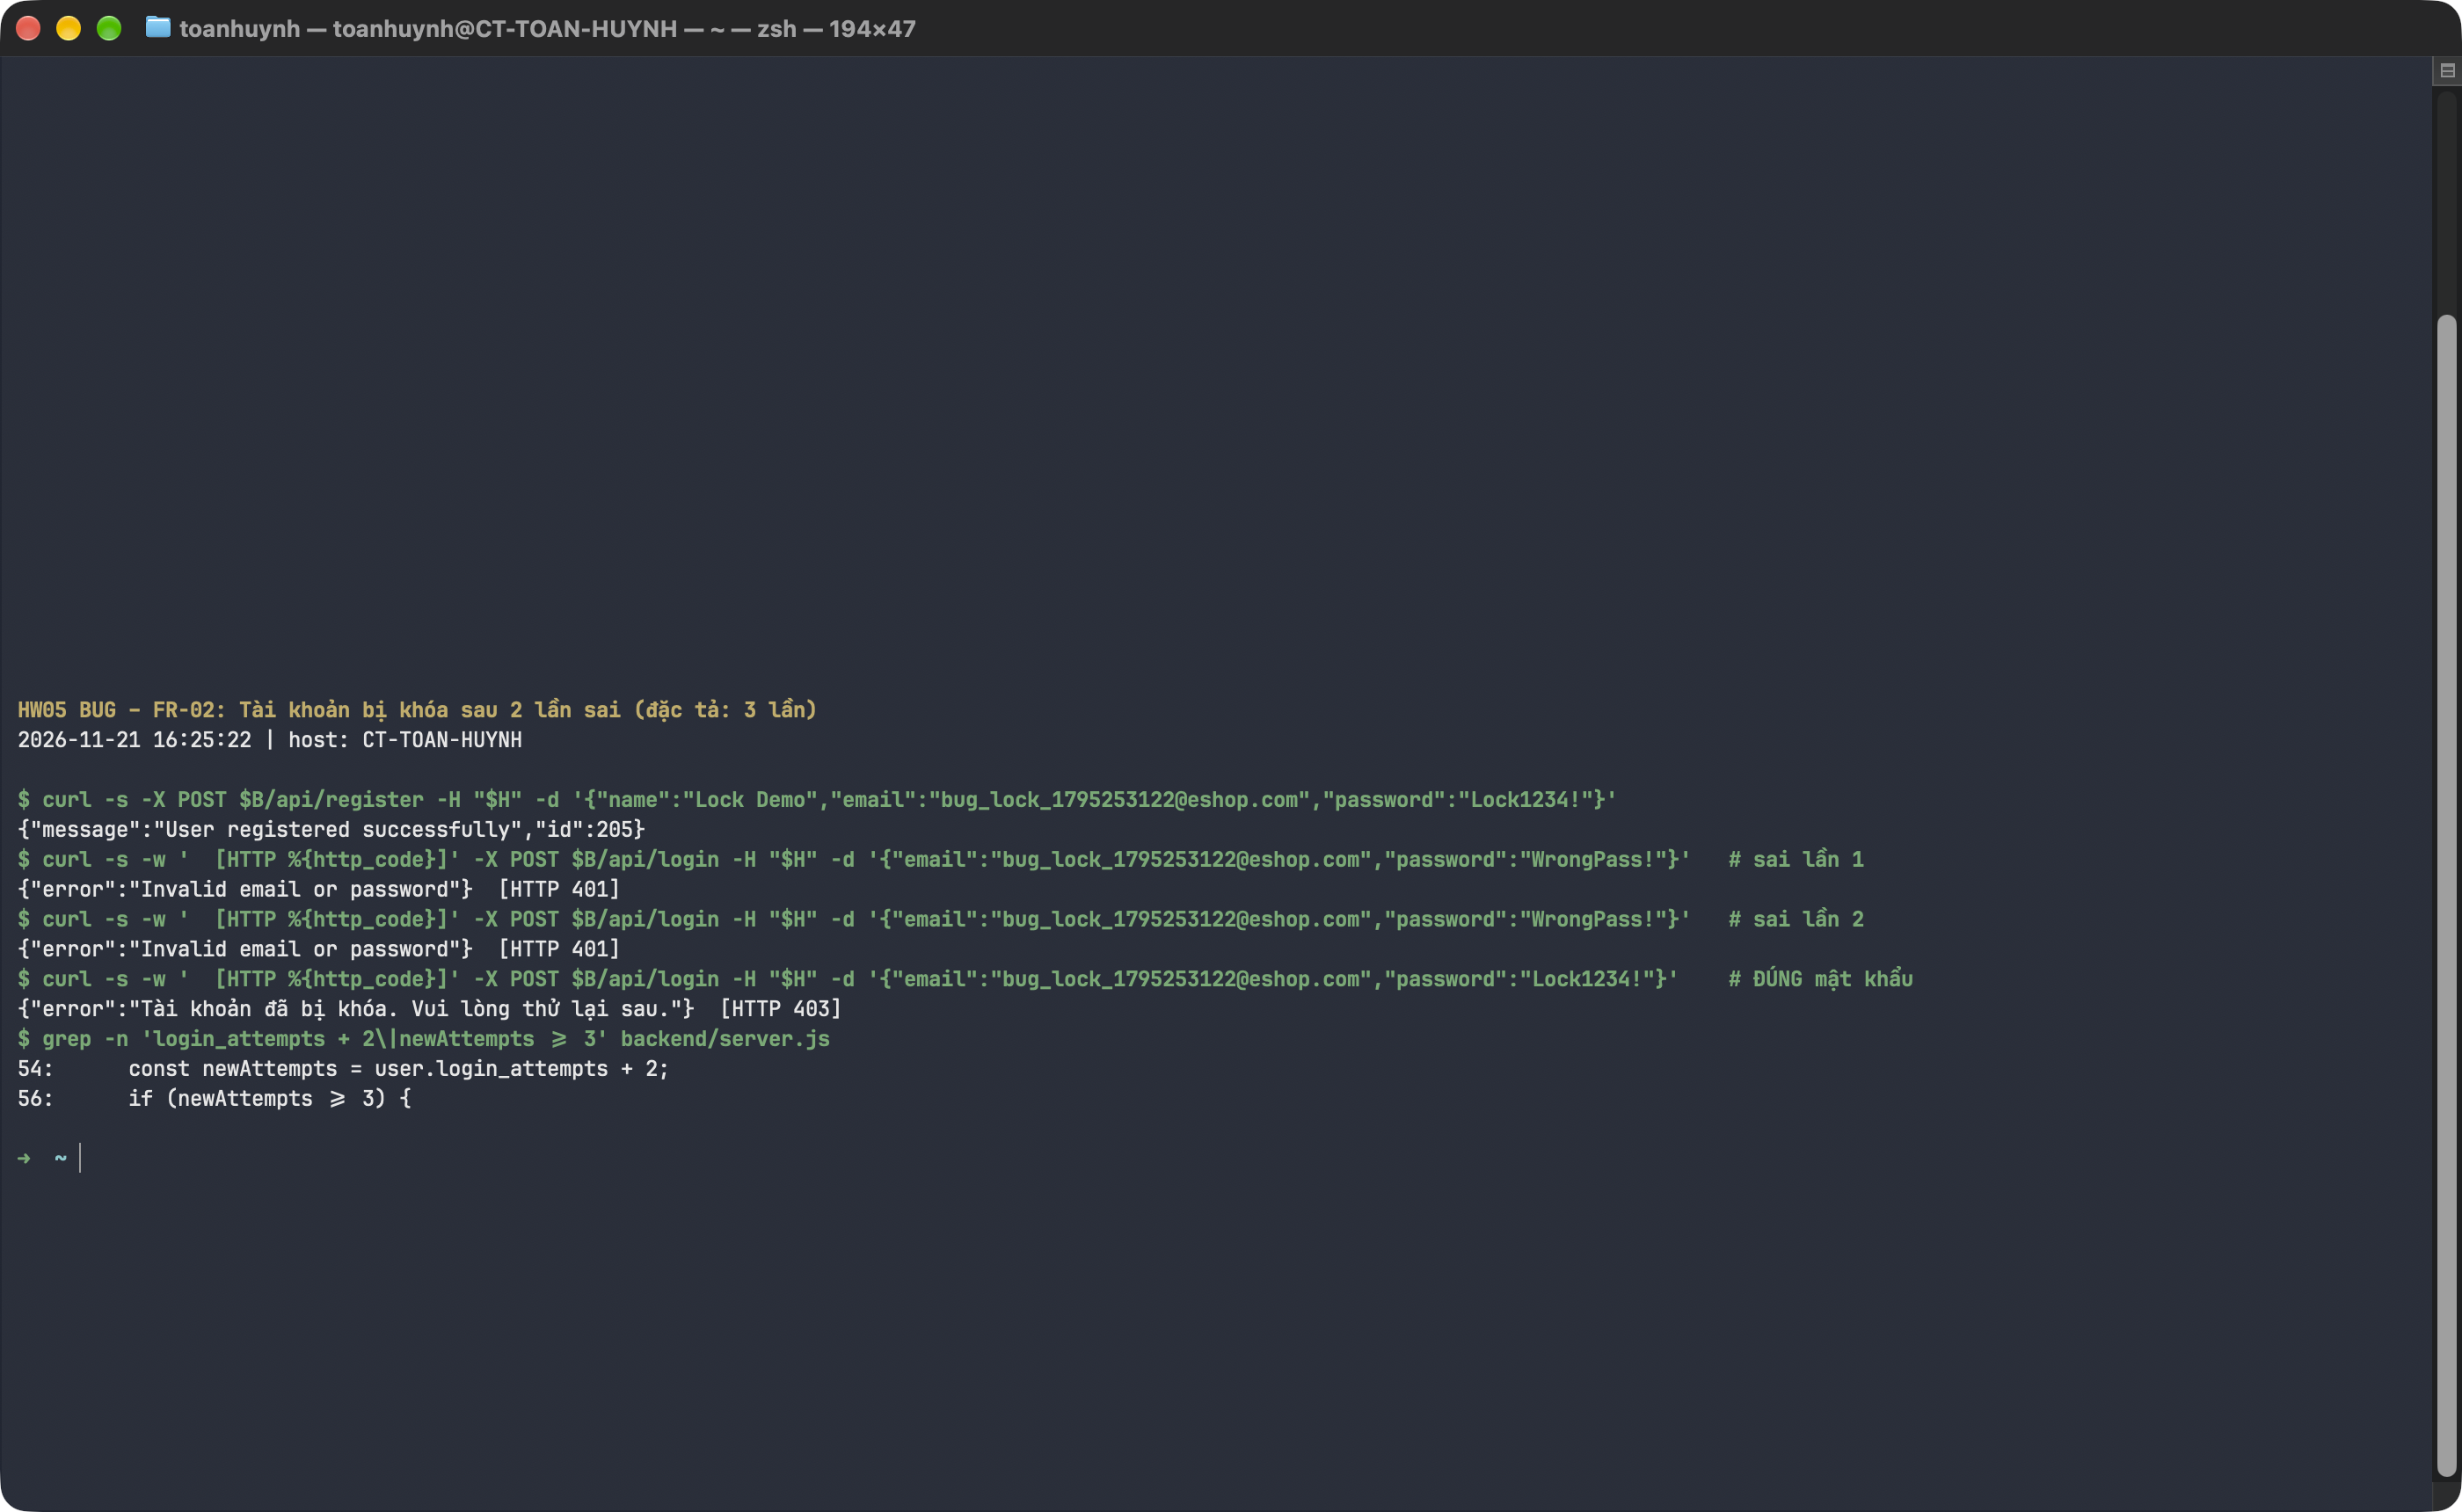 toanhuynh — toanhuynh@CT-TOAN-HUYNH — ~ — zsh — 194×47
HW05 BUG - FR-02: Tài khoản bị khóa sau 2 lần sai (đặc tả: 3 lần)
2026-11-21 16:25:22 | host: CT-TOAN-HUYNH
$ curl -s -X POST $B/api/register -H "$H" -d '{"name":"Lock Demo","email":"bug_lock_1795253122@eshop.com","password":"Lock1234!"}'
{"message":"User registered successfully","id":205}
$ curl -s -w '  [HTTP %{http_code}]' -X POST $B/api/login -H "$H" -d '{"email":"bug_lock_1795253122@eshop.com","password":"WrongPass!"}'   # sai lần 1
{"error":"Invalid email or password"}  [HTTP 401]
$ curl -s -w '  [HTTP %{http_code}]' -X POST $B/api/login -H "$H" -d '{"email":"bug_lock_1795253122@eshop.com","password":"WrongPass!"}'   # sai lần 2
{"error":"Invalid email or password"}  [HTTP 401]
$ curl -s -w '  [HTTP %{http_code}]' -X POST $B/api/login -H "$H" -d '{"email":"bug_lock_1795253122@eshop.com","password":"Lock1234!"}'    # ĐÚNG mật khẩu
{"error":"Tài khoản đã bị khóa. Vui lòng thử lại sau."}  [HTTP 403]
$ grep -n 'login_attempts + 2\|newAttempts >= 3' backend/server.js
54:      const newAttempts = user.login_attempts + 2;
56:      if (newAttempts >= 3) {
➜  ~